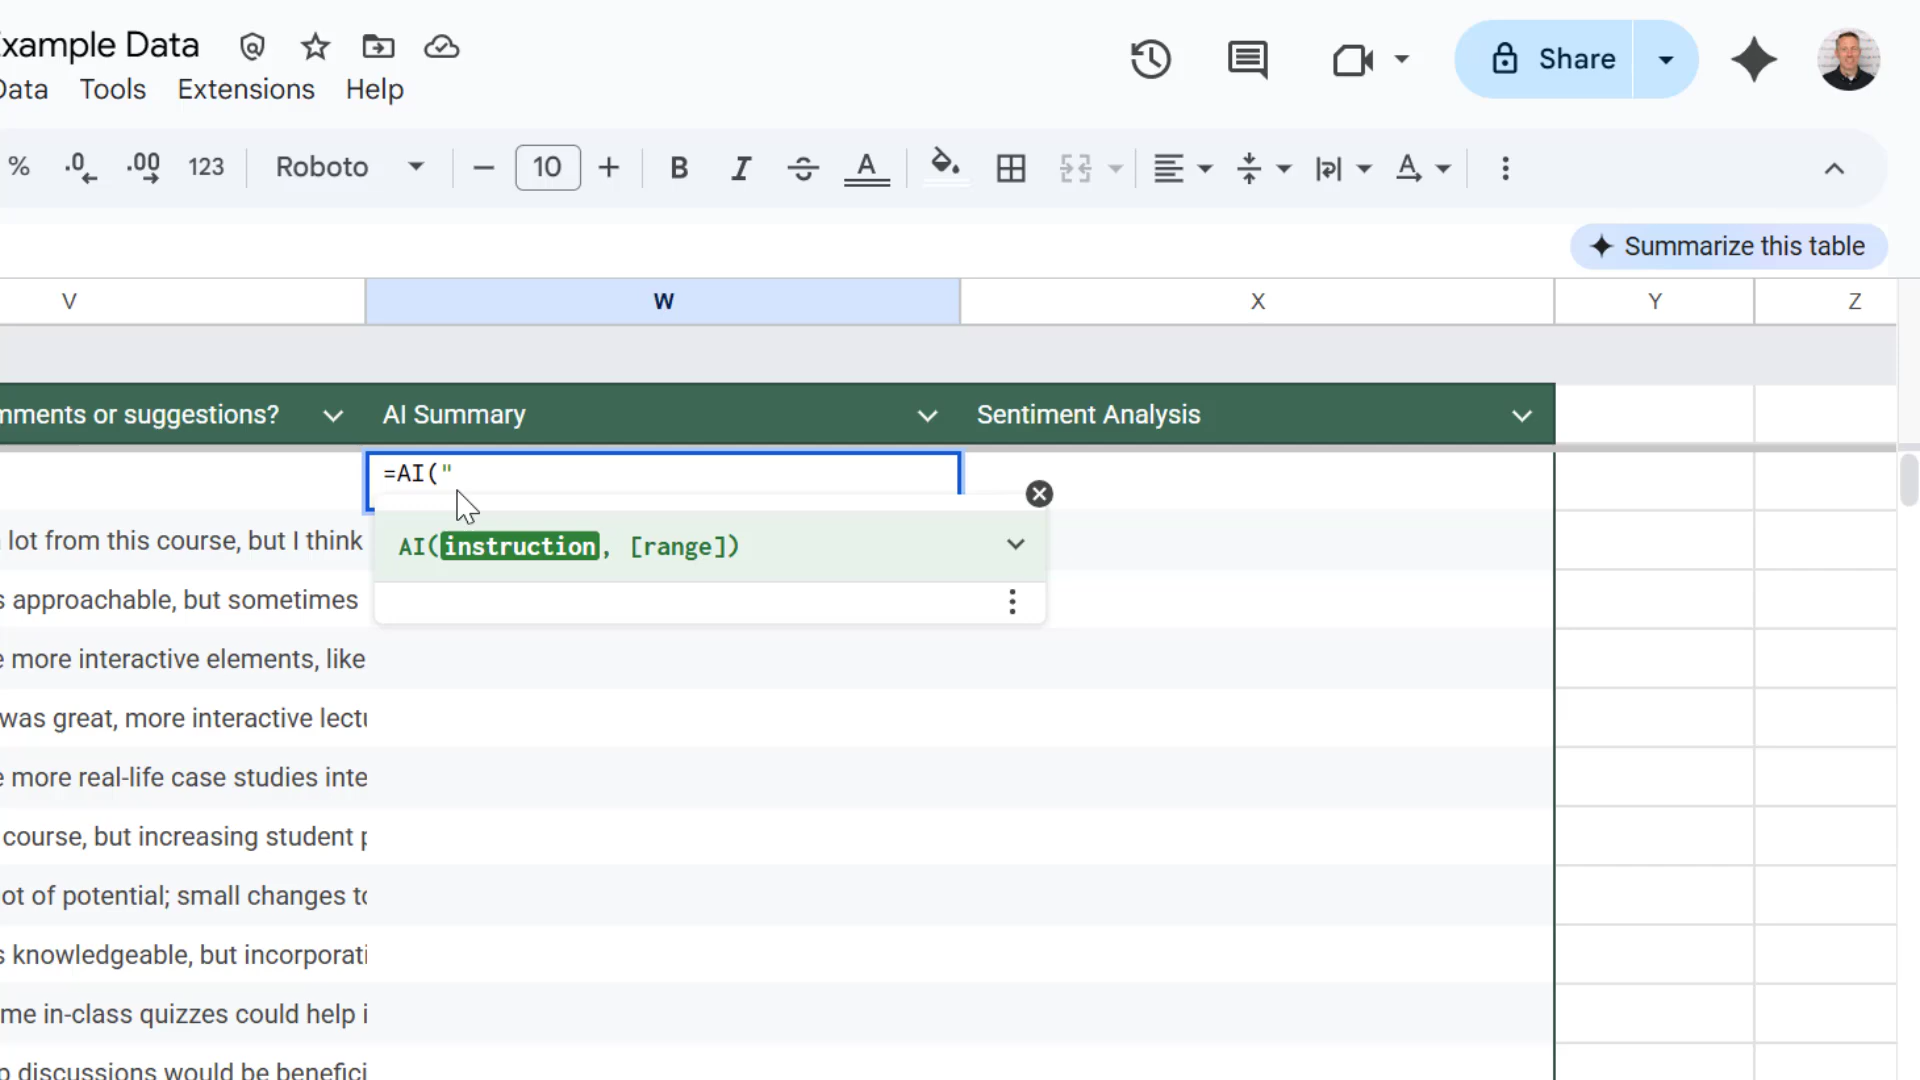 xample Data
Data Tools Extensions Help
Share
% .0 .00 123 Roboto 10 B I A A
Summarize this table
V W X Y Z
mments or suggestions? AI Summary Sentiment Analysis
=AI("
AI(instruction, [range])
lot from this course, but I think
s approachable, but sometimes
e more interactive elements, like
was great, more interactive lectu
e more real-life case studies inte
course, but increasing student p
ot of potential; small changes to
s knowledgeable, but incorporati
me in-class quizzes could help i
p discussions would be benefici